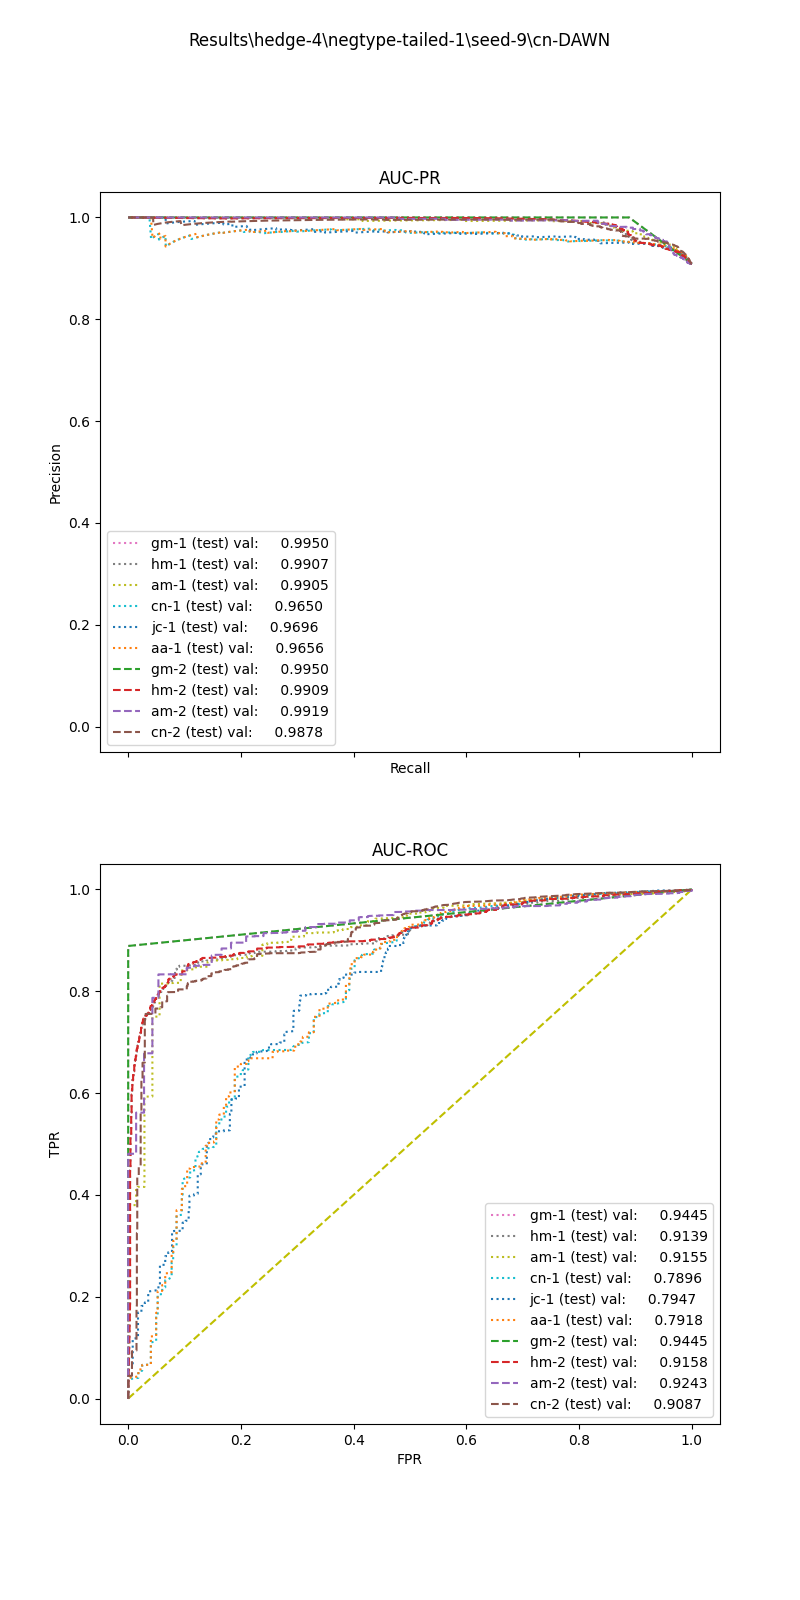 Results\hedge-4\negtype-tailed-1\seed-9\cn-DAWN
AUC-PR
1.0
0.8
0.6
0.4
0.2
0.0
Precision
gm-1 (test) val: 0.9950
hm-1 (test) val: 0.9907
am-1 (test) val: 0.9905
cn-1 (test) val: 0.9650
jc-1 (test) val: 0.9696
aa-1 (test) val: 0.9656
gm-2 (test) val: 0.9950
hm-2 (test) val: 0.9909
am-2 (test) val: 0.9919
cn-2 (test) val: 0.9878
Recall
AUC-ROC
1.0
0.8
0.6
0.4
0.2
0.0
TPR
gm-1 (test) val: 0.9445
hm-1 (test) val: 0.9139
am-1 (test) val: 0.9155
cn-1 (test) val: 0.7896
jc-1 (test) val: 0.7947
aa-1 (test) val: 0.7918
gm-2 (test) val: 0.9445
hm-2 (test) val: 0.9158
am-2 (test) val: 0.9243
cn-2 (test) val: 0.9087
0.0 0.2 0.4 0.6 0.8 1.0
FPR